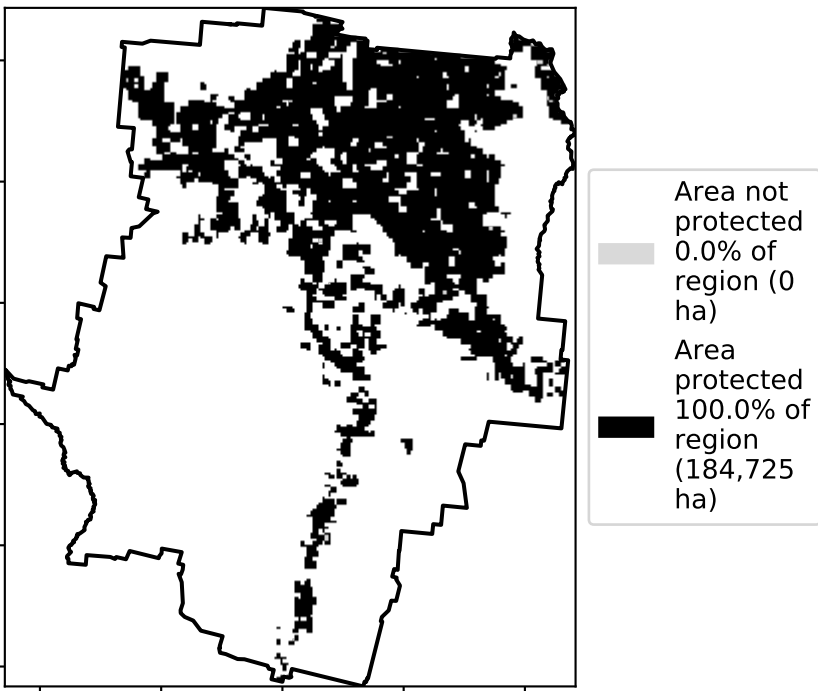 Area not
protected
0.0% of
region (0
ha)
Area
protected
100.0% of
region
(184,725
ha)